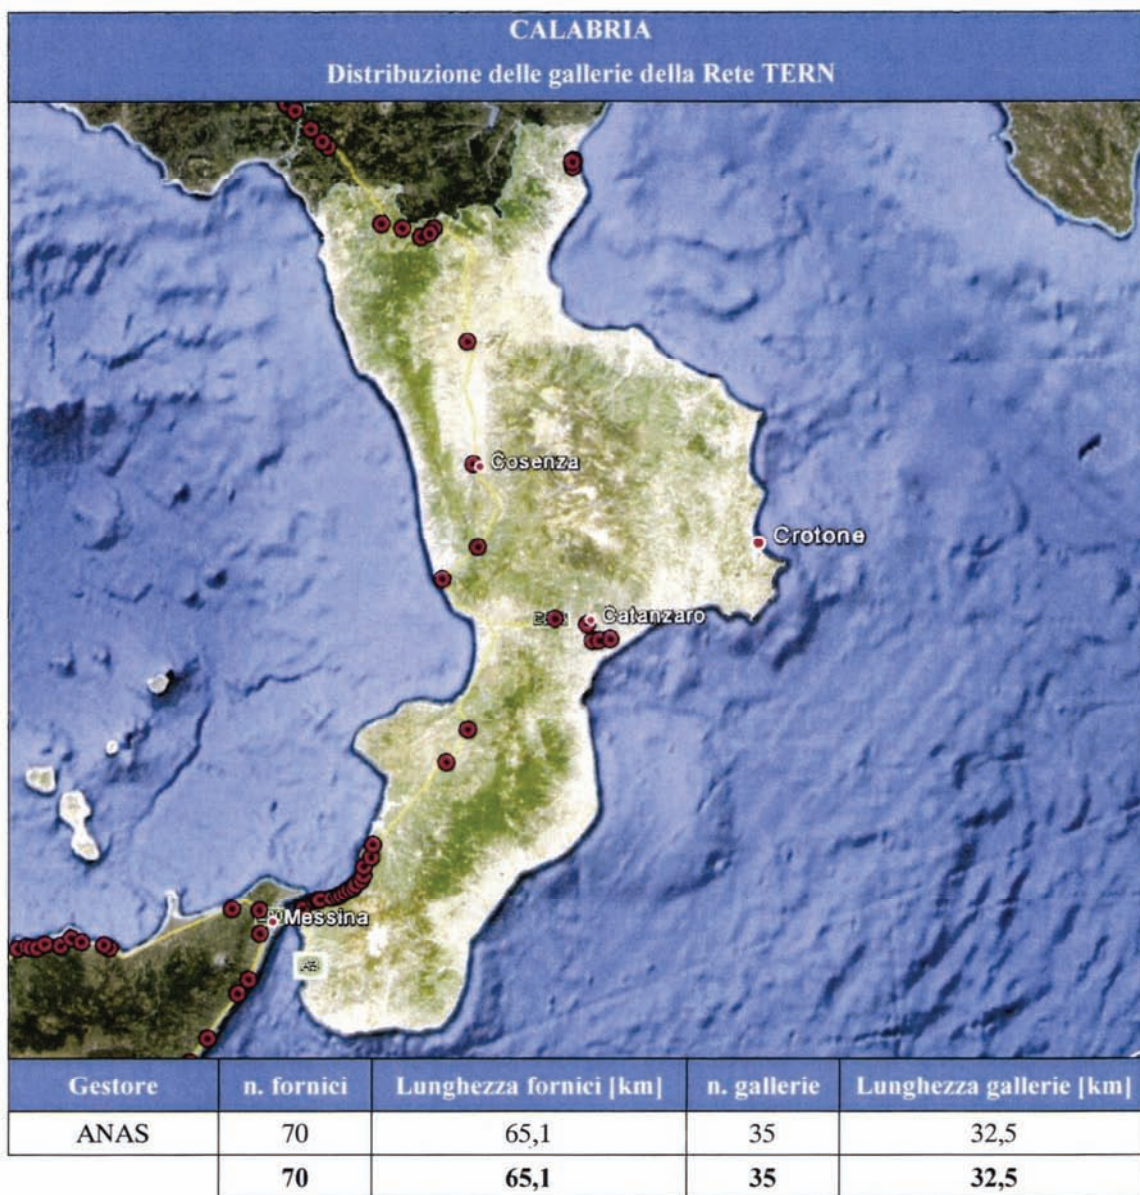 CALABRIA
Distribuzione delle gallerie della Rete TERN
Cosenza
Crotone
Catanzaro
Messina
Gestore n. fornici Lunghezza fornici [km] n. gallerie Lunghezza gallerie [km]
ANAS 70 65,1 35 32,5
70 65,1 35 32,5